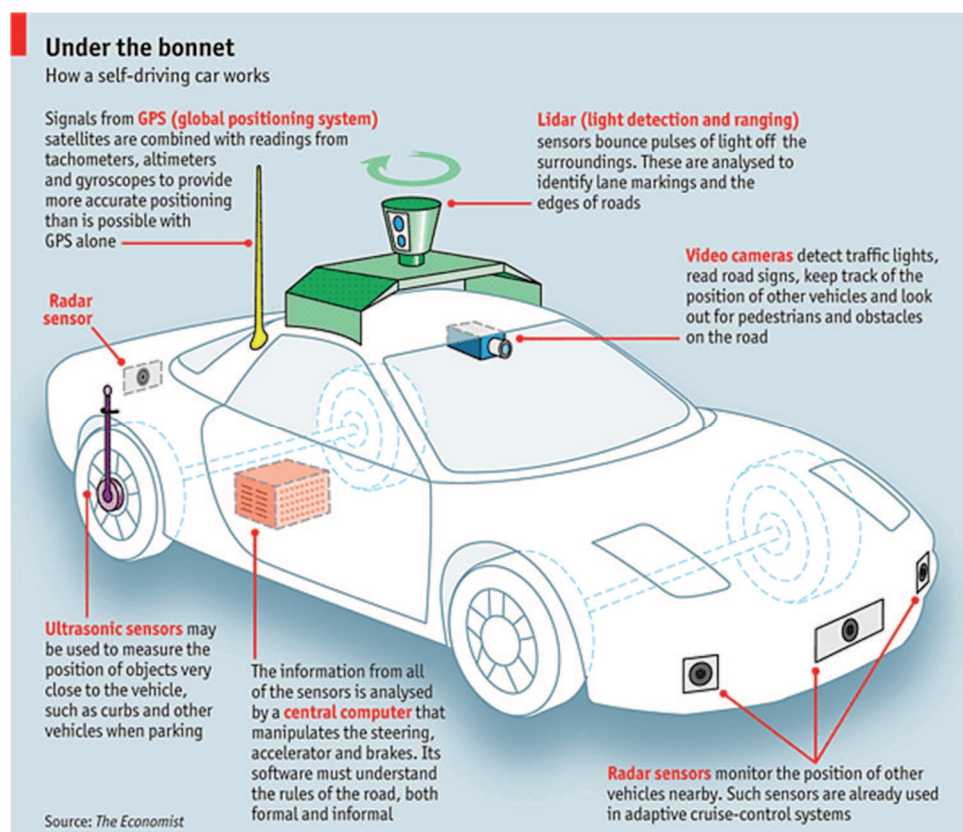 Under the bonnet
How a self-driving car works
Signals from GPS (global positioning system)
satellites are combined with readings from
tachometers, altimeters
and gyroscopes to provide
more accurate positioning
than is possible with
GPS alone
Lidar (light detection and ranging)
sensors bounce pulses of light off the
surroundings. These are analysed to
identify lane markings and the
edges of roads
Video cameras detect traffic lights,
read road signs, keep track of the
position of other vehicles and look
out for pedestrians and obstacles
on the road
Radar
sensor
Ultrasonic sensors may
be used to measure the
position of objects very
close to the vehicle,
such as curbs and other
vehicles when parking
The information from all
of the sensors is analysed
by a central computer that
manipulates the steering,
accelerator and brakes. Its
software must understand
the rules of the road, both
formal and informal
Radar sensors monitor the position of other
vehicles nearby. Such sensors are already used
in adaptive cruise-control systems
Source: The Economist